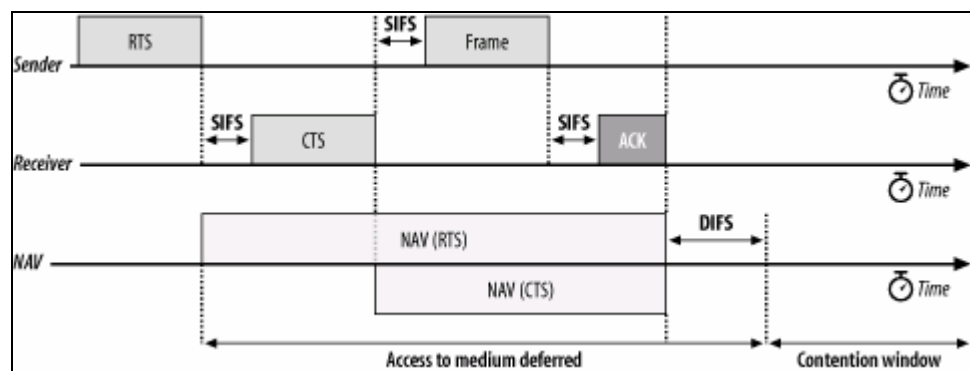 SIFS
RTS
Frame
Sender
Time
SIFS
SIFS
CTS
ACK
Receiver
Time
DIFS
NAV (RTS)
NAV
NAV (CTS)
Time
Access to medium deferred
Contention window